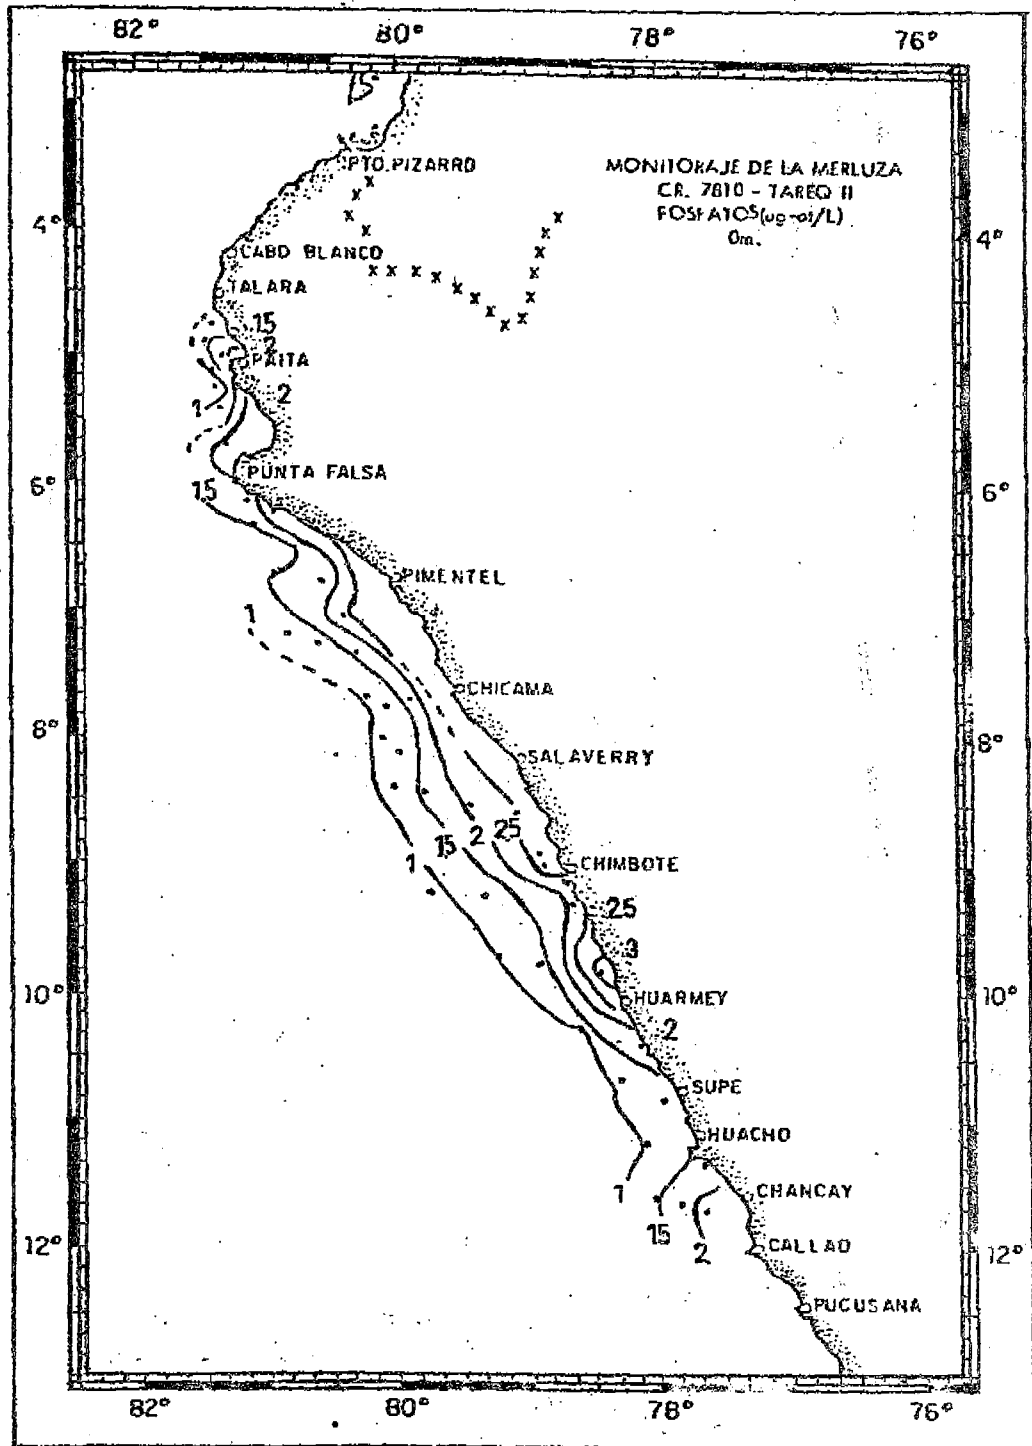 82° 80° 78° 76°
15
PTO. PIZARRO
MONITORAJE DE LA MERLUZA
CR. 7810 - TAREQ II
FOSFATOS (ug-at/L)
0m.
4° 4°
CABO BLANCO
TALARA
15
2
PAITA
1 2
PUNTA FALSA
6° 15 6°
PIMENTEL
1
CHICAMA
8° 8°
SALAVERRY
1 15 2 25
CHIMBOTE
25
3
10° 10°
HUARMEY
2
SUPE
HUACHO
1
CHANCAY
15 2
12° CALLAO 12°
PUCUSANA
82° 80° 78° 76°